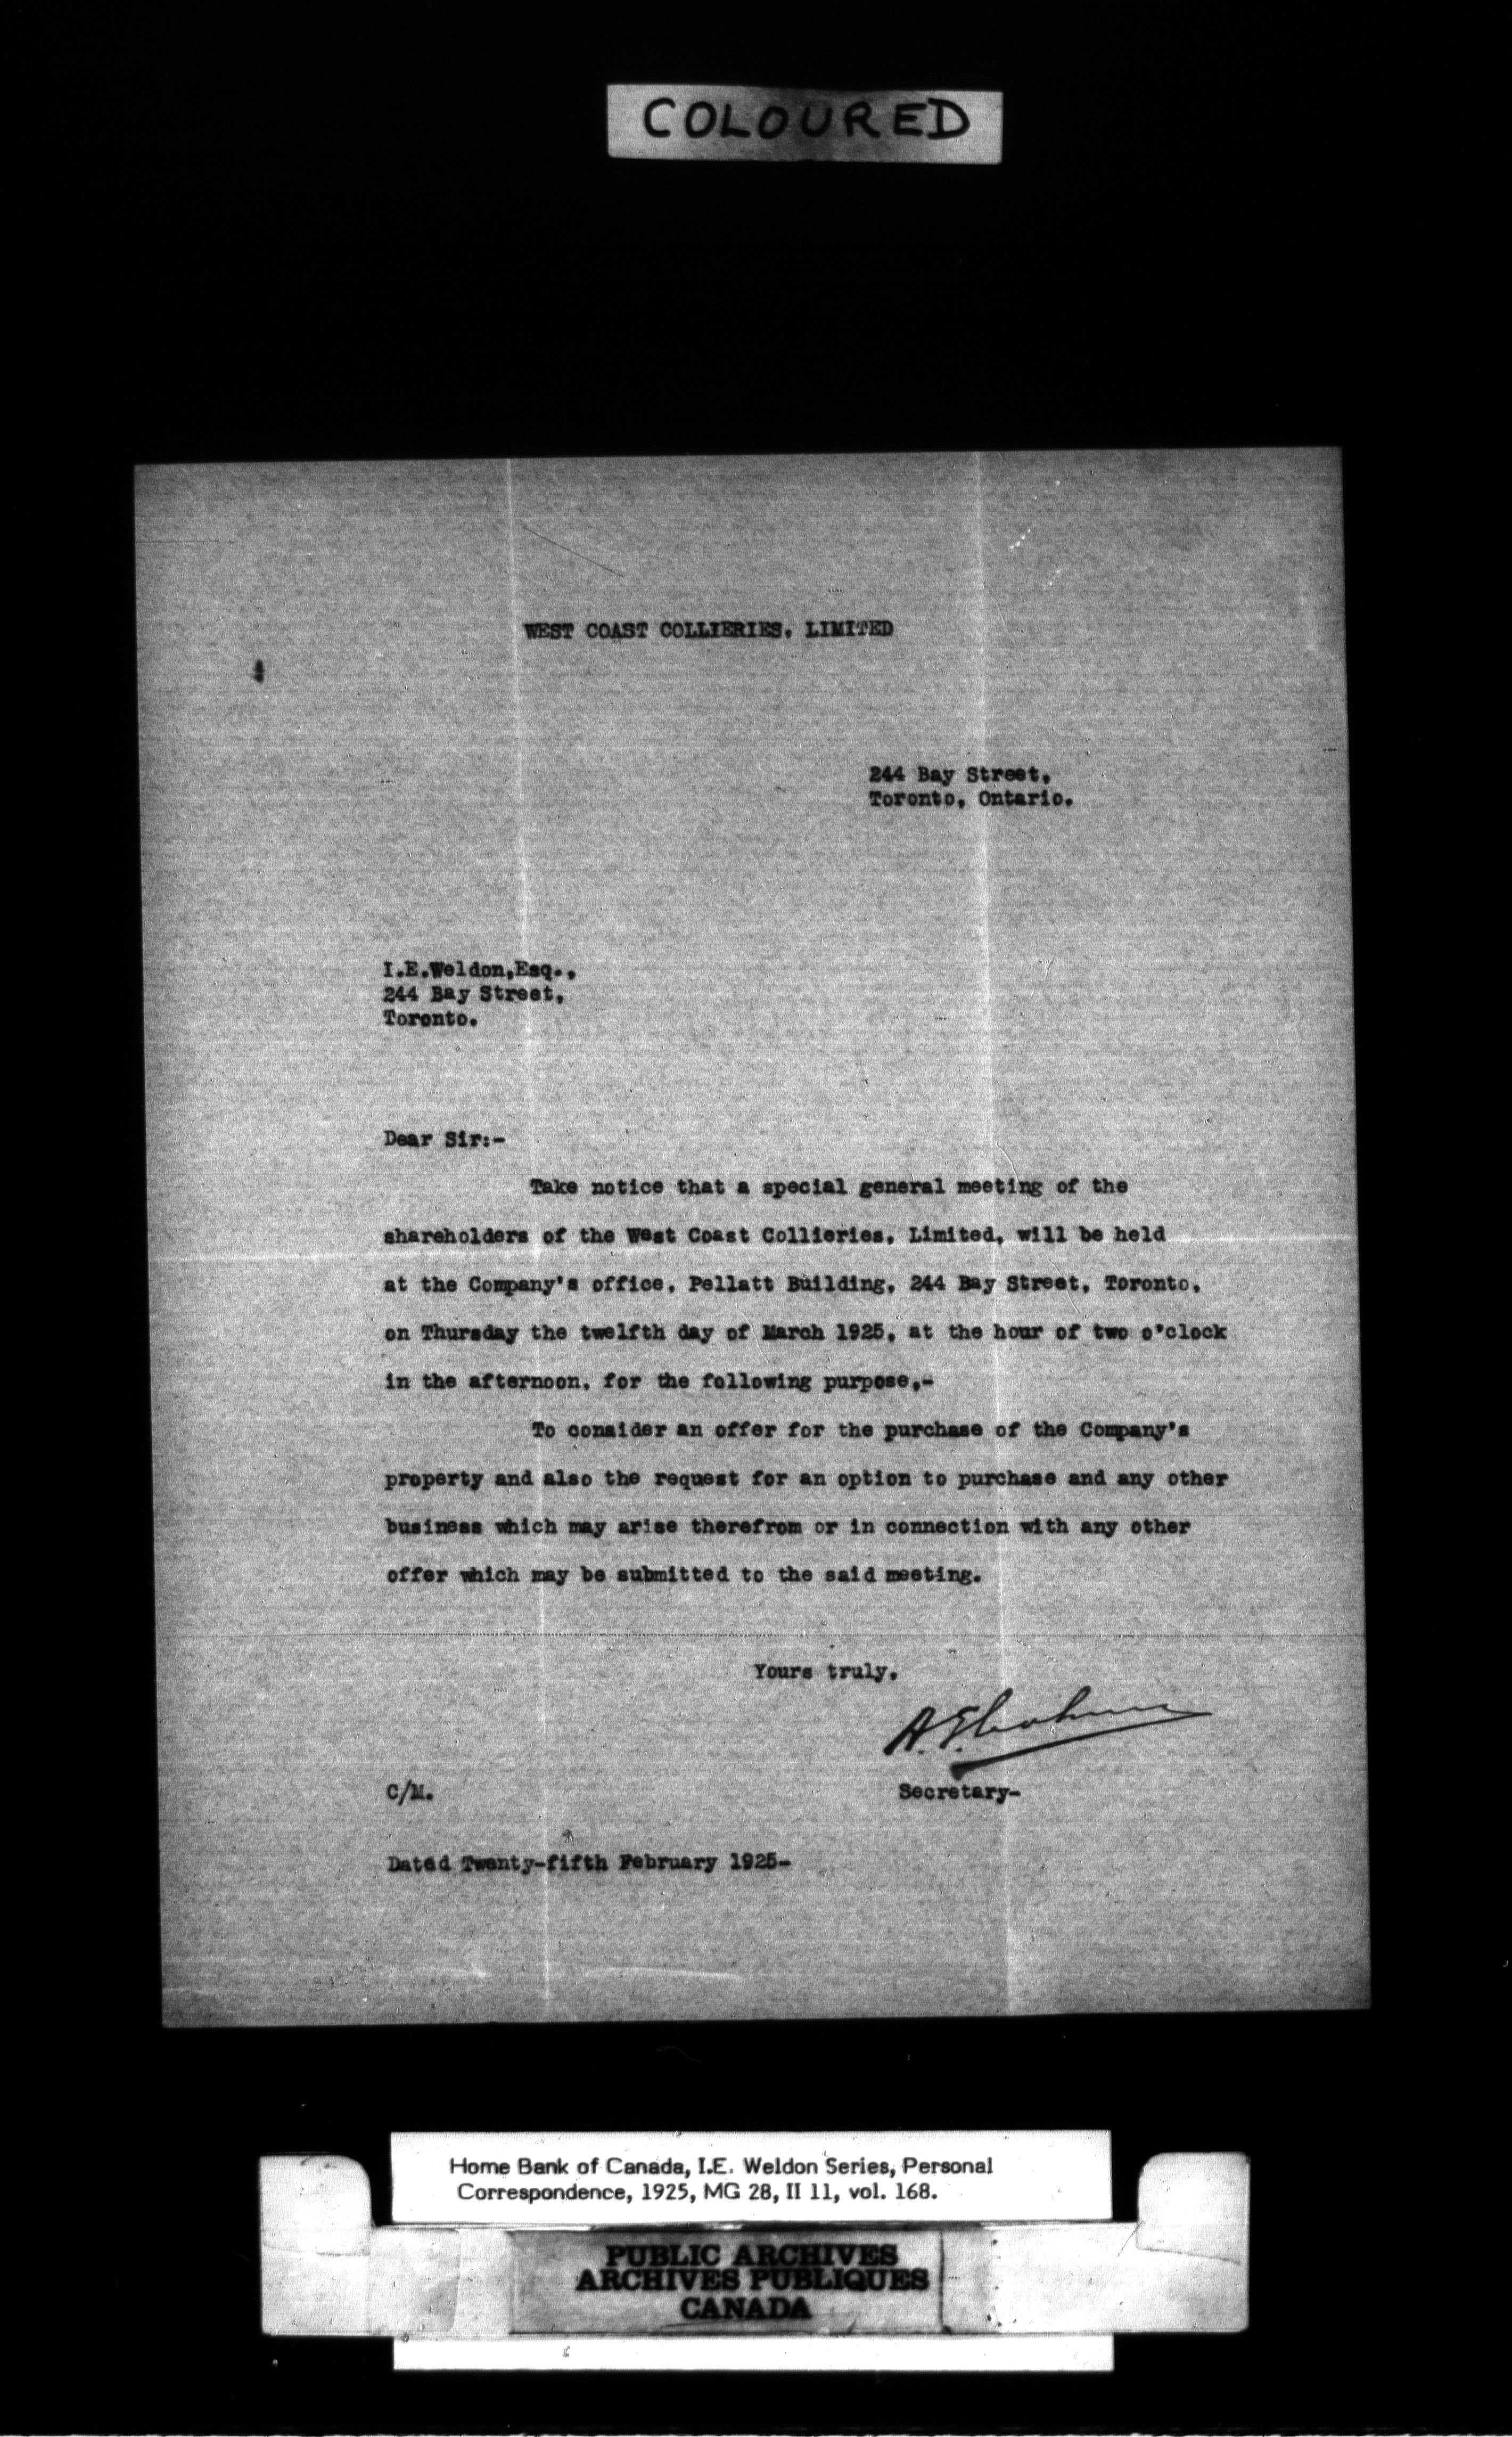 COLOURED
WEST COAST COLLIERIES, LIMITED
244 Bay Street,
Toronto, Ontario.
I.E.Weldon,Esq.,
244 Bay Street,
Toronto.
Dear Sir:-
Take notice that a special general meeting of the
shareholders of the West Coast Collieries, Limited, will be held
at the Company's office, Pellatt Building, 244 Bay Street, Toronto,
on Thursday the twelfth day of March 1925, at the hour of two o'clock
in the afternoon, for the following purpose,-
To consider an offer for the purchase of the Company's
property and also the request for an option to purchase and any other
business which may arise therefrom or in connection with any other
offer which may be submitted to the said meeting.
Yours truly,
A. E.
C/M.
Secretary-
Dated Twenty-fifth February 1925-
Home Bank of Canada, I.E. Weldon Series, Personal
Correspondence, 1925, MG 28, II 11, vol. 168.
PUBLIC ARCHIVES
ARCHIVES PUBLIQUES
CANADA